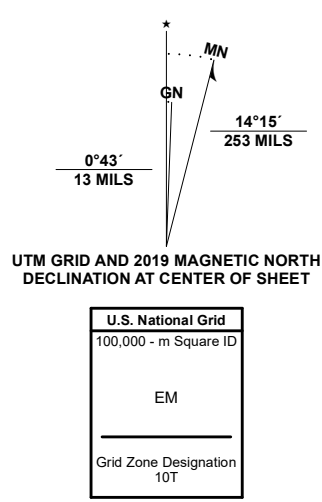 ★
MN
GN
14°15´
253 MILS
0°43´
13 MILS
UTM GRID AND 2019 MAGNETIC NORTH
DECLINATION AT CENTER OF SHEET
U.S. National Grid
100,000 - m Square ID
EM
Grid Zone Designation
10T